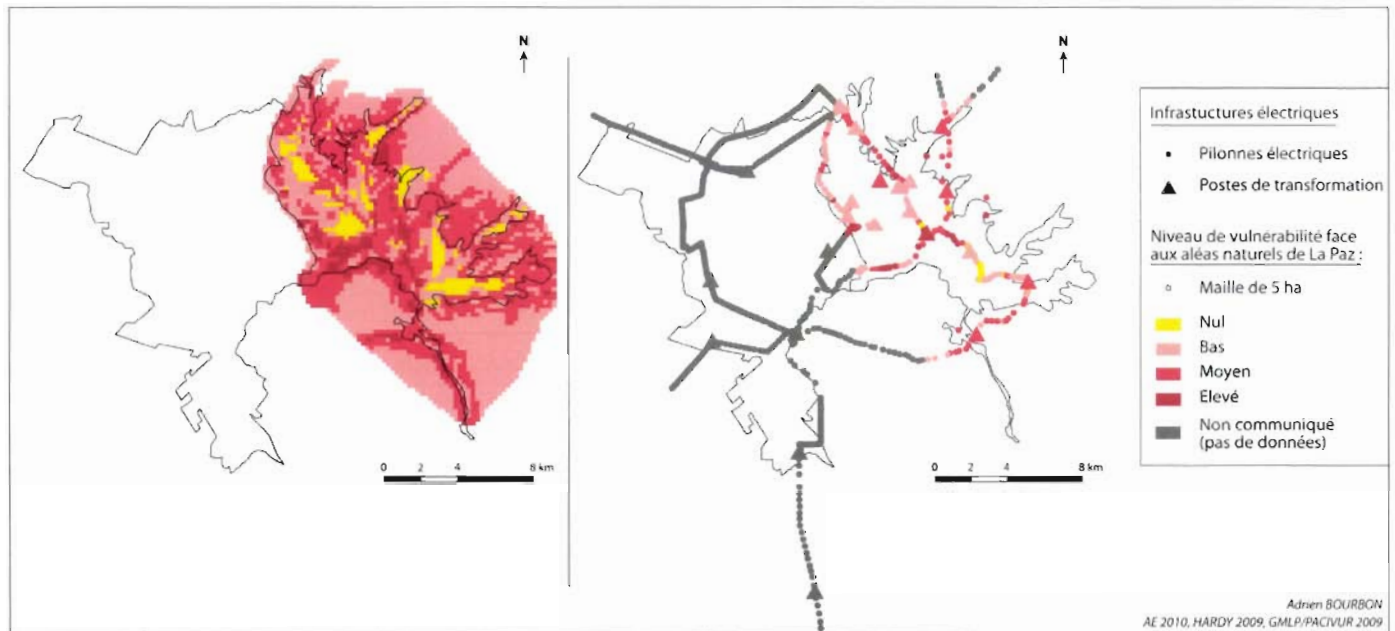 N
0 2 4 8 km
N
0 2 4 8 km
Infrastuctures électriques
Pilonnes électriques
Postes de transformation
Niveau de vulnérabilité face
aux aléas naturels de La Paz :
Maille de 5 ha
Nul
Bas
Moyen
Elevé
Non communiqué
(pas de données)
Adrien BOURBON
AE 2010, HARDY 2009, GMLP/PACIVUR 2009